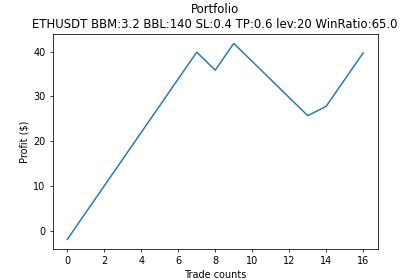 Portfolio
ETHUSDT BBM:3.2 BBL:140 SL:0.4 TP:0.6 lev:20 WinRatio:65.0
40
30
20
10
0
Profit ($)
0 2 4 6 8 10 12 14 16
Trade counts